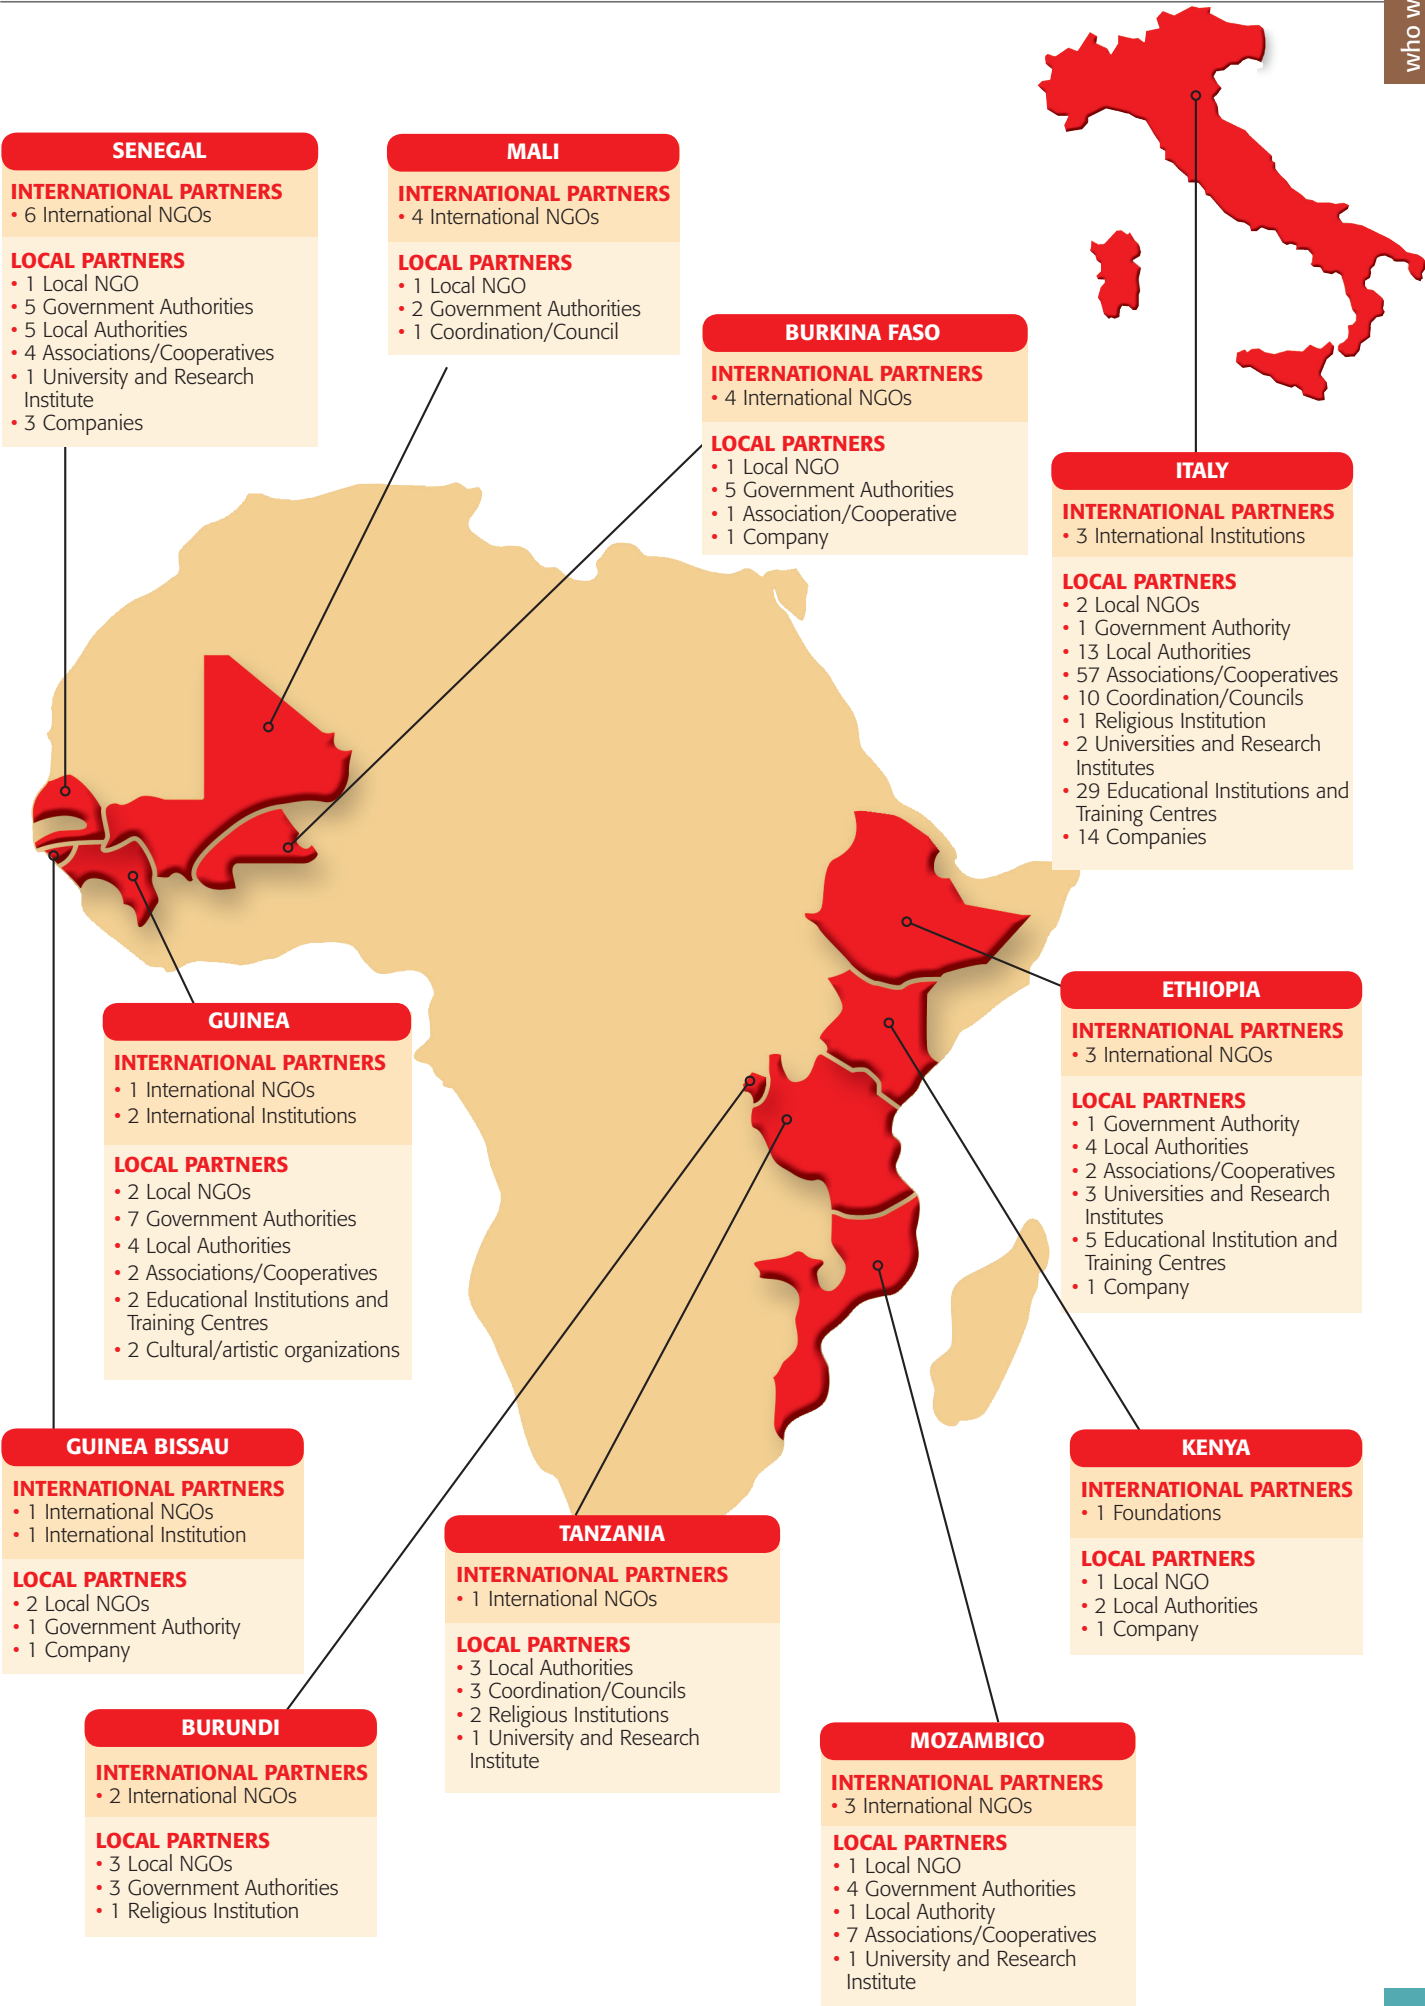 who w
SENEGAL
INTERNATIONAL PARTNERS
• 6 International NGOs
LOCAL PARTNERS
• 1 Local NGO
• 5 Government Authorities
• 5 Local Authorities
• 4 Associations/Cooperatives
• 1 University and Research
Institute
• 3 Companies
MALI
INTERNATIONAL PARTNERS
• 4 International NGOs
LOCAL PARTNERS
• 1 Local NGO
• 2 Government Authorities
• 1 Coordination/Council
BURKINA FASO
INTERNATIONAL PARTNERS
• 4 International NGOs
LOCAL PARTNERS
• 1 Local NGO
• 5 Government Authorities
• 1 Association/Cooperative
• 1 Company
ITALY
INTERNATIONAL PARTNERS
• 3 International Institutions
LOCAL PARTNERS
• 2 Local NGOs
• 1 Government Authority
• 13 Local Authorities
• 57 Associations/Cooperatives
• 10 Coordination/Councils
• 1 Religious Institution
• 2 Universities and Research
Institutes
• 29 Educational Institutions and
Training Centres
• 14 Companies
ETHIOPIA
INTERNATIONAL PARTNERS
• 3 International NGOs
LOCAL PARTNERS
• 1 Government Authority
• 4 Local Authorities
• 2 Associations/Cooperatives
• 3 Universities and Research
Institutes
• 5 Educational Institution and
Training Centres
• 1 Company
GUINEA
INTERNATIONAL PARTNERS
• 1 International NGOs
• 2 International Institutions
LOCAL PARTNERS
• 2 Local NGOs
• 7 Government Authorities
• 4 Local Authorities
• 2 Associations/Cooperatives
• 2 Educational Institutions and
Training Centres
• 2 Cultural/artistic organizations
GUINEA BISSAU
INTERNATIONAL PARTNERS
• 1 International NGOs
• 1 International Institution
LOCAL PARTNERS
• 2 Local NGOs
• 1 Government Authority
• 1 Company
KENYA
INTERNATIONAL PARTNERS
• 1 Foundations
LOCAL PARTNERS
• 1 Local NGO
• 2 Local Authorities
• 1 Company
TANZANIA
INTERNATIONAL PARTNERS
• 1 International NGOs
LOCAL PARTNERS
• 3 Local Authorities
• 3 Coordination/Councils
• 2 Religious Institutions
• 1 University and Research
Institute
BURUNDI
INTERNATIONAL PARTNERS
• 2 International NGOs
LOCAL PARTNERS
• 3 Local NGOs
• 3 Government Authorities
• 1 Religious Institution
MOZAMBICO
INTERNATIONAL PARTNERS
• 3 International NGOs
LOCAL PARTNERS
• 1 Local NGO
• 4 Government Authorities
• 1 Local Authority
• 7 Associations/Cooperatives
• 1 University and Research
Institute